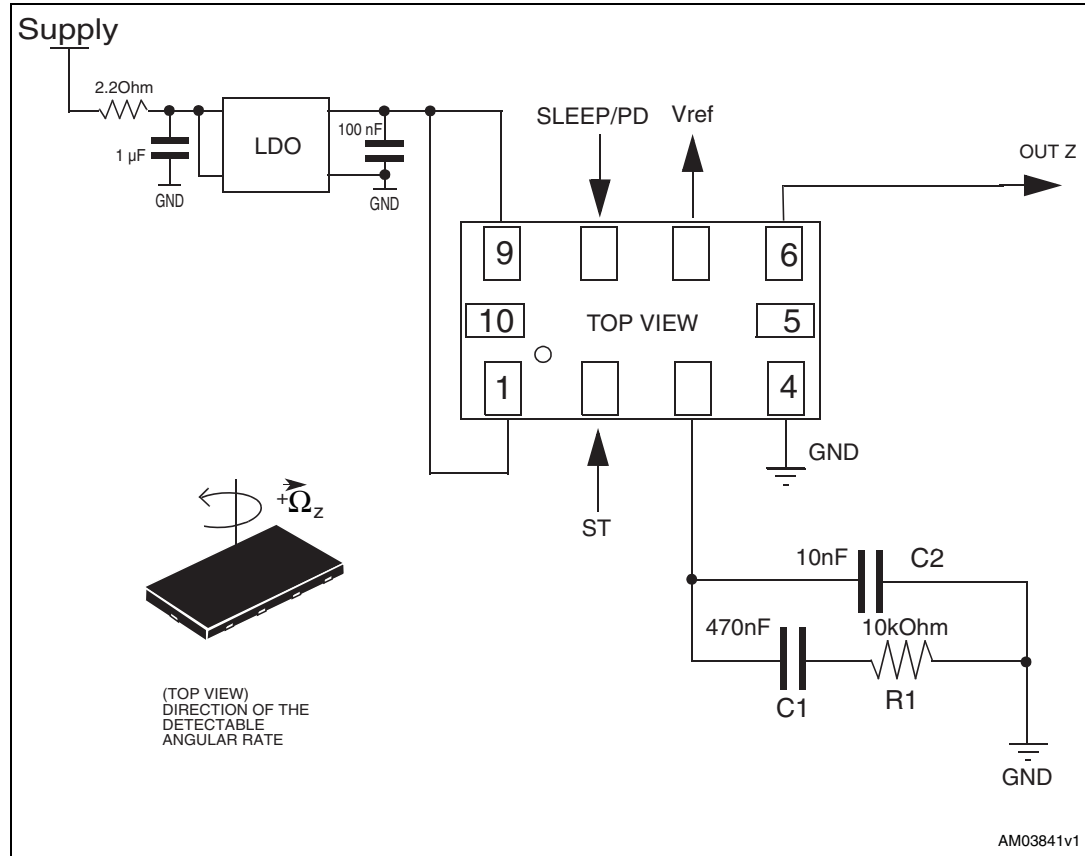 Supply
2.2Ohm
1 µF
GND
LDO
100 nF
GND
SLEEP/PD
Vref
OUT Z
9
6
10
TOP VIEW
5
1
4
GND
ST
+Ωz
10nF
C2
470nF
10kOhm
C1
R1
GND
(TOP VIEW)
DIRECTION OF THE
DETECTABLE
ANGULAR RATE
AM03841v1